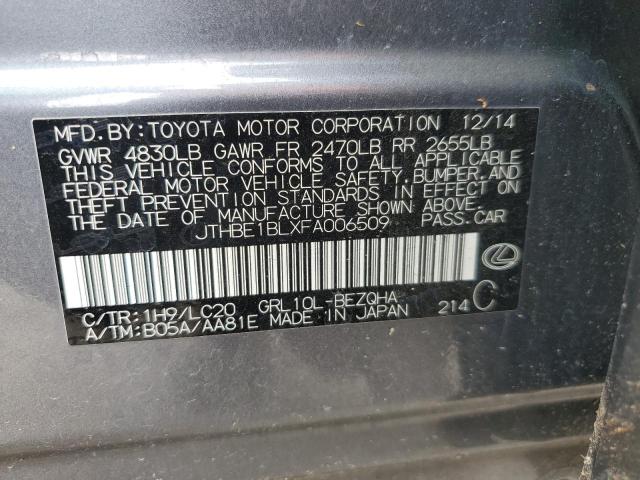 MFD. BY: TOYOTA MOTOR CORPORATION 12/14
GVWR 4830LB GAWR FR 2470LB RR 2655LB
THIS VEHICLE CONFORMS TO ALL APPLICABLE
FEDERAL MOTOR VEHICLE SAFETY, BUMPER, AND
THEFT PREVENTION STANDARDS IN EFFECT ON
THE DATE OF MANUFACTURE SHOWN ABOVE.
JTHBE1BLXFA006509 PASS.CAR
C/TR: 1H9/LC20 GRL10L-BEZQHA
A/TM: B05A/AA81E MADE IN JAPAN 214 C